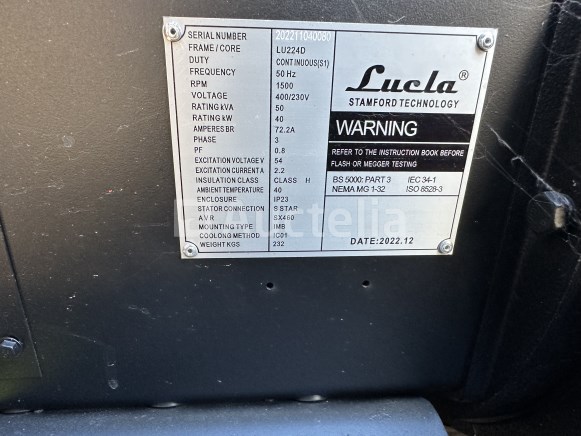 SERIAL NUMBER 202211040080
FRAME/CORE LU224D
DUTY CONTINUOUS(S1)
FREQUENCY 50 Hz
RPM 1500
VOLTAGE 400/230V
RATING kVA 50
RATING kW 40
AMPERES BR 72.2A
PHASE 3
PF 0.8
EXCITATION VOLTAGE V 54
EXCITATION CURRENT A 2.2
INSULATION CLASS CLASS H
AMBIENT TEMPERATURE 40
ENCLOSURE IP23
STATOR CONNECTION S STAR
AVR SX460
MOUNTING TYPE IMB
COOLONG METHOD IC01
WEIGHT KGS 232
Lucla ®
STAMFORD TECHNOLOGY
WARNING
REFER TO THE INSTRUCTION BOOK BEFORE
FLASH OR MEGGER TESTING
BS 5000: PART 3 IEC 34-1
NEMA MG 1-32 ISO 8528-3
DATE:2022.12
Auctelia